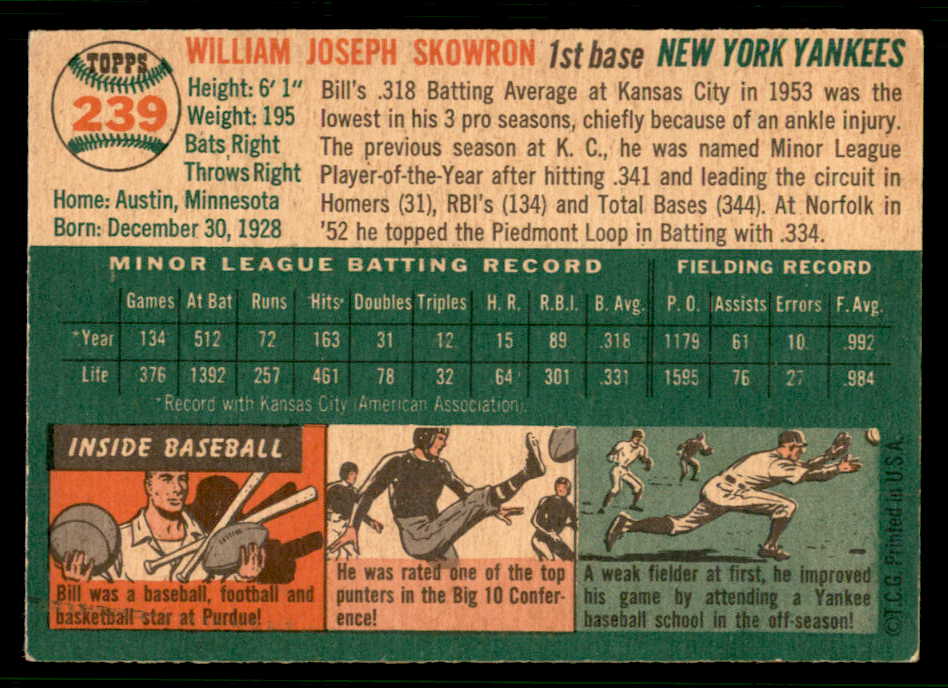 TOPPS
239
WILLIAM JOSEPH SKOWRON 1st base NEW YORK YANKEES
Height: 6' 1"
Weight: 195
Bats Right
Throws Right
Home: Austin, Minnesota
Born: December 30, 1928
Bill's .318 Batting Average at Kansas City in 1953 was the
lowest in his 3 pro seasons, chiefly because of an ankle injury.
The previous season at K. C., he was named Minor League
Player-of-the-Year after hitting .341 and leading the circuit in
Homers (31), RBI's (134) and Total Bases (344). At Norfolk in
'52 he topped the Piedmont Loop in Batting with .334.
MINOR LEAGUE BATTING RECORD FIELDING RECORD
Games At Bat Runs Hits Doubles Triples H. R. R.B.I. B. Avg. P. O. Assists Errors F. Avg.
*Year 134 512 72 163 31 12 15 89 .318 1179 61 10 .992
Life 376 1392 257 461 78 32 64 301 .331 1595 76 27 .984
*Record with Kansas City (American Association).
INSIDE BASEBALL
Bill was a baseball, football and
basketball star at Purdue!
He was rated one of the top
punters in the Big 10 Confer-
ence!
A weak fielder at first, he improved
his game by attending a Yankee
baseball school in the off-season!
©T.C.G. Printed in U.S.A.